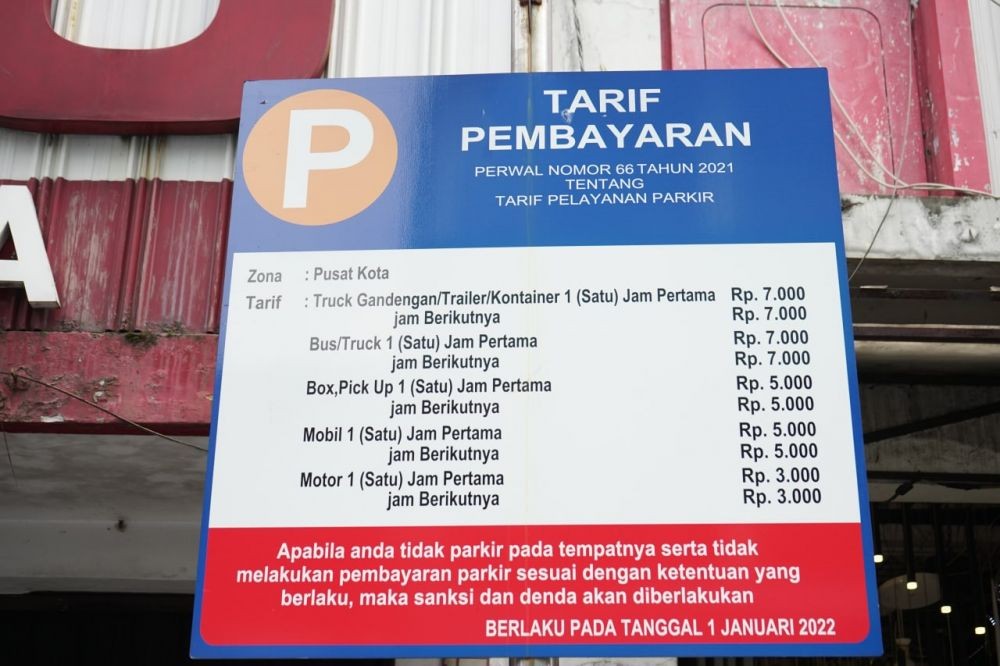 A
P
TARIF
PEMBAYARAN
PERWAL NOMOR 66 TAHUN 2021
TENTANG
TARIF PELAYANAN PARKIR
Zona : Pusat Kota
Tarif : Truck Gandengan/Trailer/Kontainer 1 (Satu) Jam Pertama Rp. 7.000
jam Berikutnya Rp. 7.000
Bus/Truck 1 (Satu) Jam Pertama Rp. 7.000
jam Berikutnya Rp. 7.000
Box,Pick Up 1 (Satu) Jam Pertama Rp. 5.000
jam Berikutnya Rp. 5.000
Mobil 1 (Satu) Jam Pertama Rp. 5.000
jam Berikutnya Rp. 5.000
Motor 1 (Satu) Jam Pertama Rp. 3.000
jam Berikutnya Rp. 3.000
Apabila anda tidak parkir pada tempatnya serta tidak
melakukan pembayaran parkir sesuai dengan ketentuan yang
berlaku, maka sanksi dan denda akan diberlakukan
BERLAKU PADA TANGGAL 1 JANUARI 2022